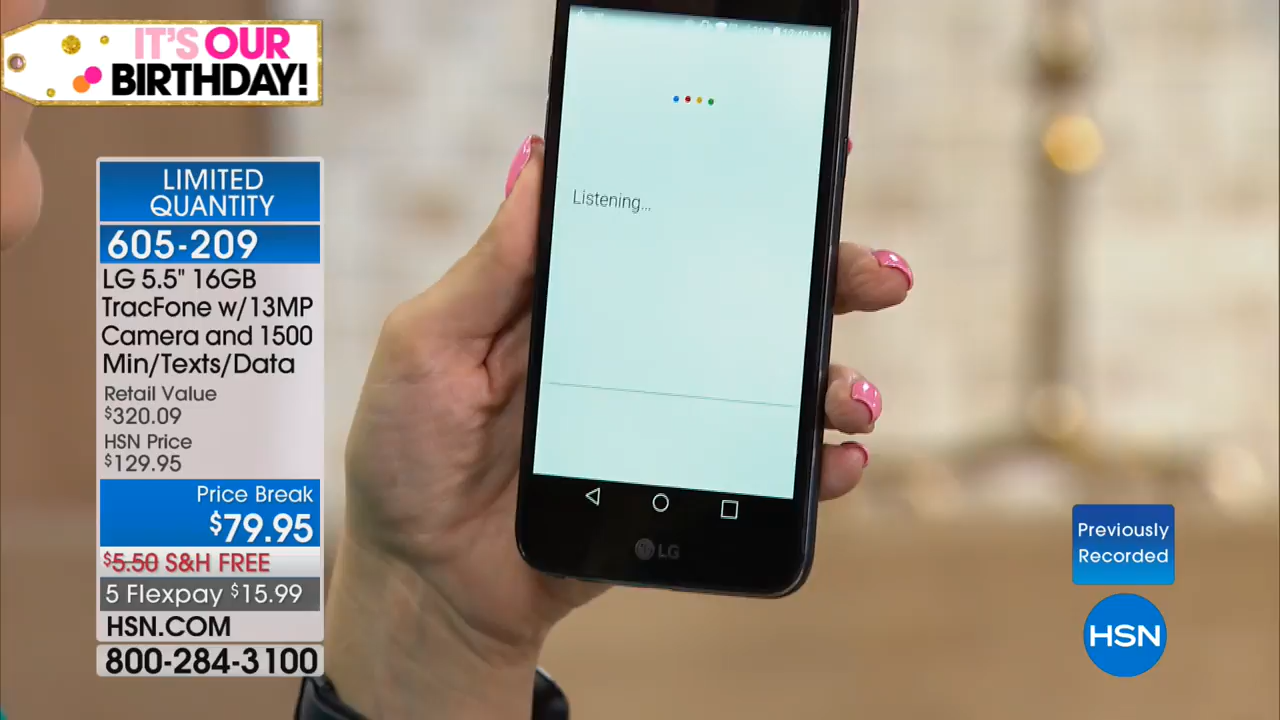 IT'S OUR
BIRTHDAY!
LIMITED
QUANTITY
605-209
LG 5.5" 16GB
TracFone w/13MP
Camera and 1500
Min/Texts/Data
Retail Value
$320.09
HSN Price
$129.95
Price Break
$79.95
$5.50 S&H FREE
5 Flexpay $15.99
HSN.COM
800-284-3100
Listening...
LG
Previously
Recorded
HSN